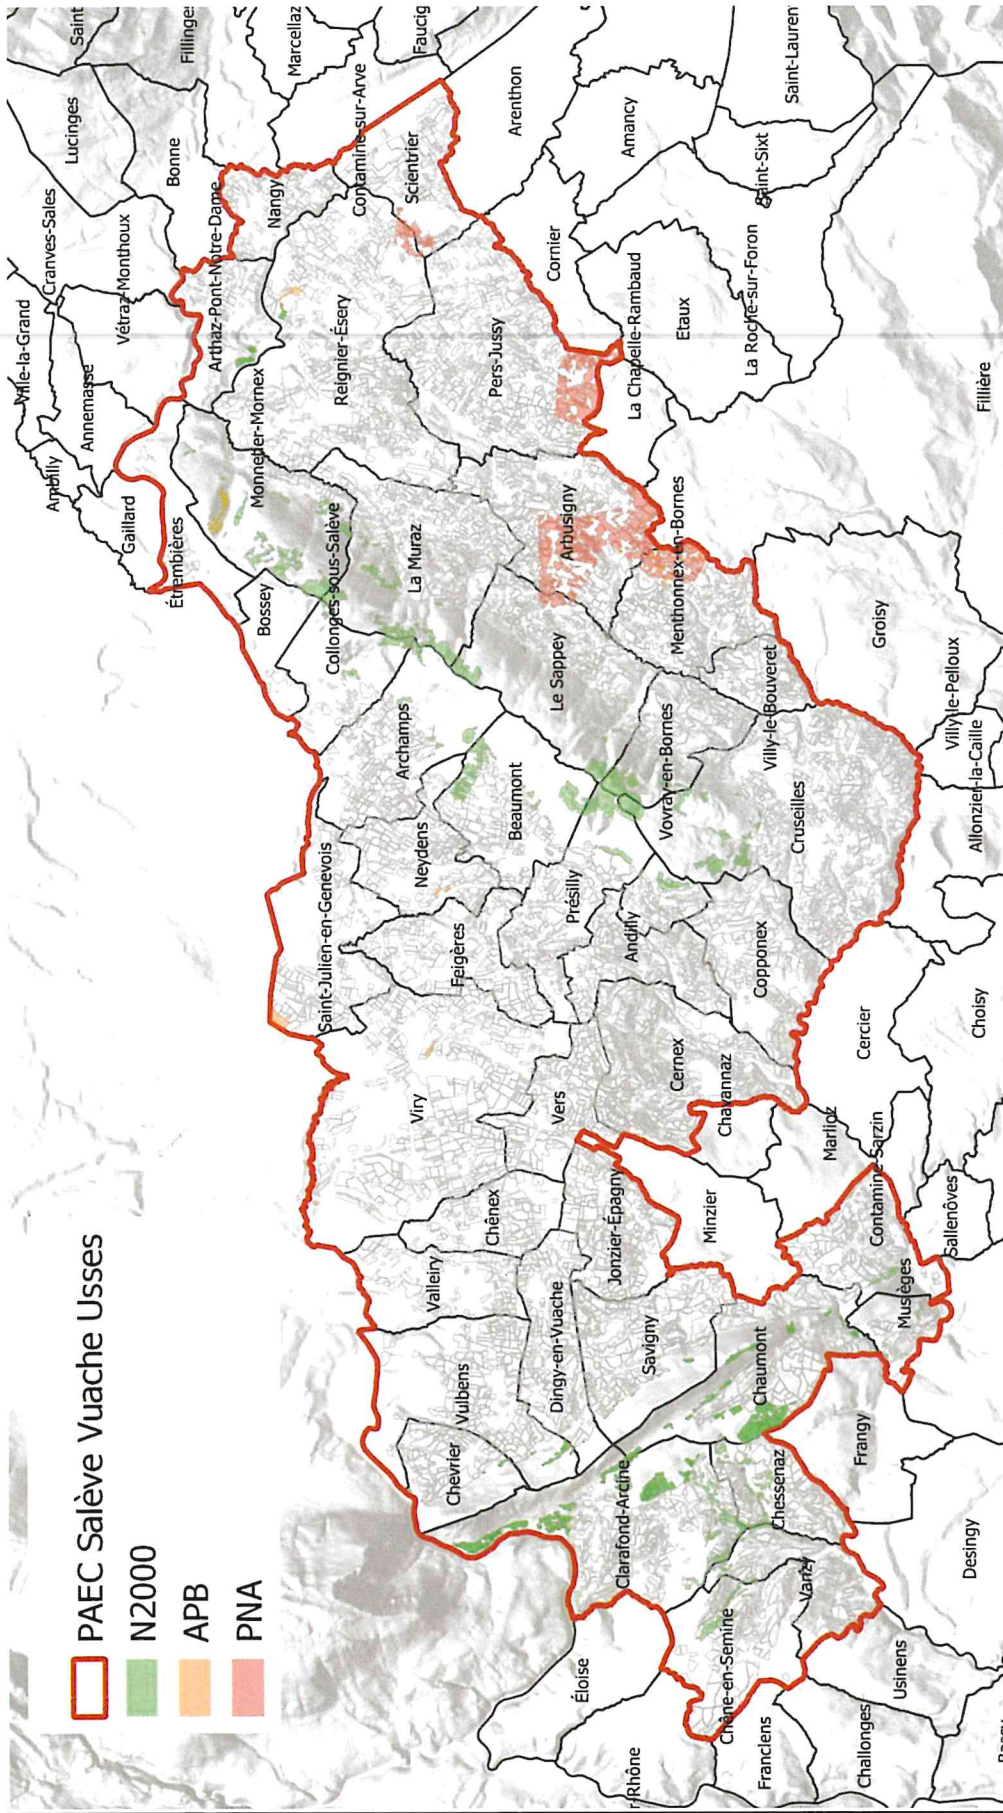 PAEC Salève Vuache Usses
N2000
APB
PNA
Saint
Fillinges
Lucinges
Marcellaz
Faucig
Cranves-Sales
Bonne
Ville-la-Grand
Vétraz-Monthoux
Arthaz-Pont-Notre-Dame
Nangy
Contamine-sur-Arve
Scientrier
Arenthon
Saint-Laurent
Amancy
Saint-Sixt
Ambilly
Annemasse
Gaillard
Étrembières
Monnetier-Mornex
Reignier-Ésery
Pers-Jussy
Cornier
La Chapelle-Rambaud
Etaux
La Roche-sur-Foron
Fillière
Bossey
Collonges-sous-Salève
La Muraz
Arbusigny
Menthonnex-en-Bornes
Le Sappey
Groisy
Archamps
Beaumont
Neydens
Vovray-en-Bornes
Villy-le-Bouveret
Villy-le-Pelloux
Allonzier-la-Caille
Cruseilles
Saint-Julien-en-Genevois
Feigères
Présilly
Andilly
Copponex
Cercier
Choisy
Viry
Vers
Cernex
Chavannaz
Marlioz
Contamine-Sarzin
Sallenôves
Minzier
Chênex
Jonzier-Épagny
Valleiry
Dingy-en-Vuache
Savigny
Musièges
Vulbens
Chaumont
Chevrier
Frangy
Clarafond-Arcine
Chessenaz
Vanzy
Desingy
Chêne-en-Semine
Éloise
Usinens
Franclens
Challonges
r-Rhône